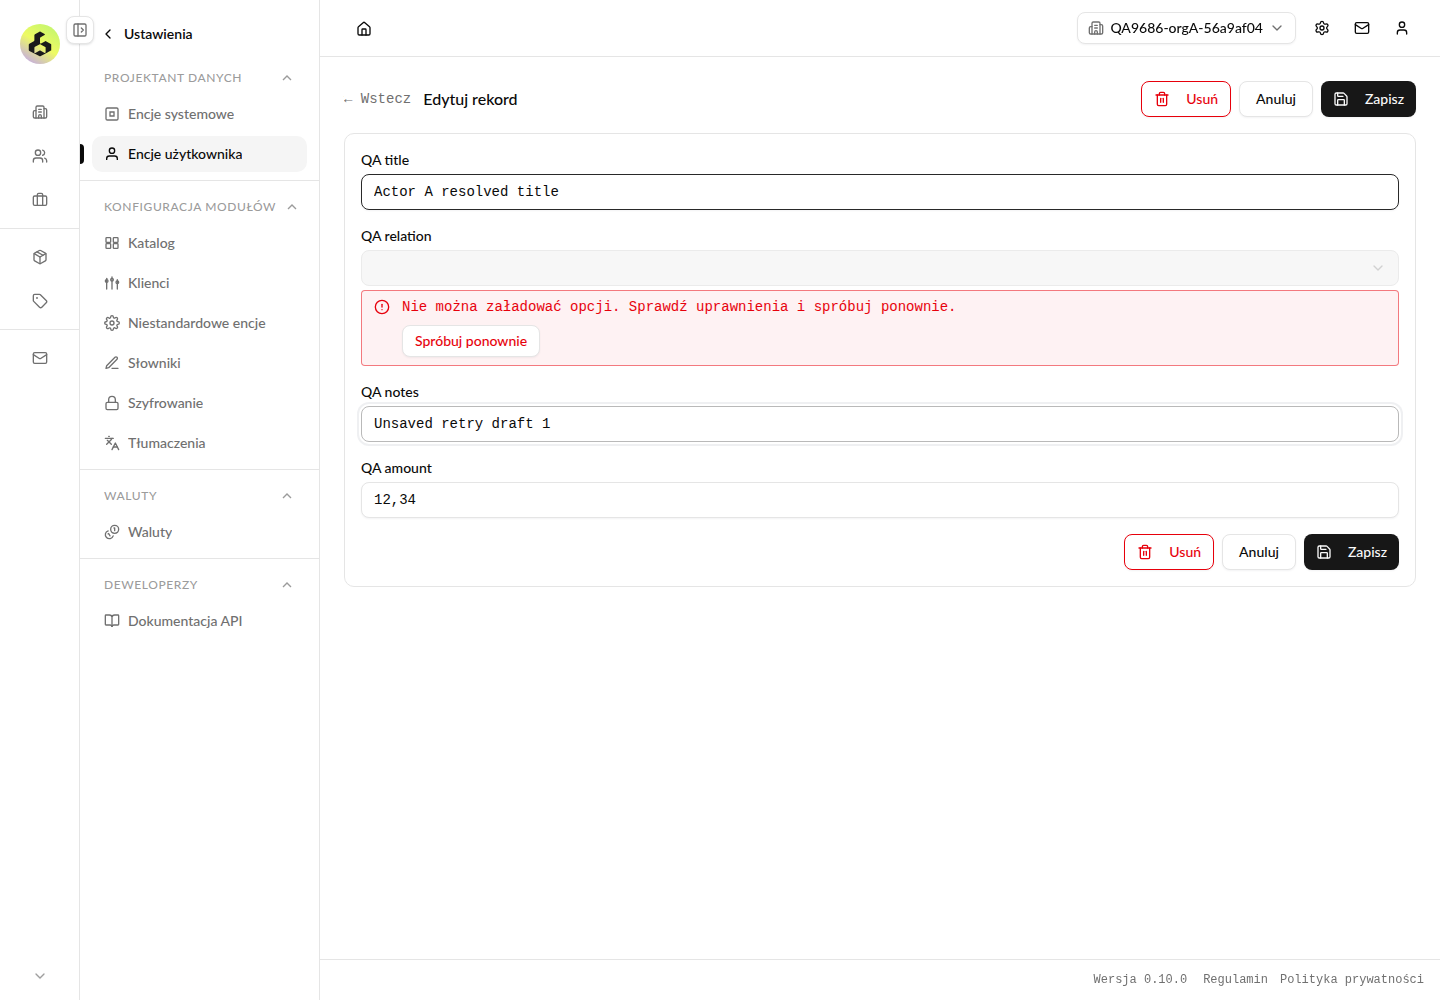 Ustawienia
QA9686-orgA-56a9af04
PROJEKTANT DANYCH
Encje systemowe
Encje użytkownika
KONFIGURACJA MODUŁÓW
Katalog
Klienci
Niestandardowe encje
Słowniki
Szyfrowanie
Tłumaczenia
WALUTY
Waluty
DEWELOPERZY
Dokumentacja API
← Wstecz Edytuj rekord
Usuń Anuluj Zapisz
QA title
Actor A resolved title
QA relation
Nie można załadować opcji. Sprawdź uprawnienia i spróbuj ponownie.
Spróbuj ponownie
QA notes
Unsaved retry draft 1
QA amount
12,34
Usuń Anuluj Zapisz
Wersja 0.10.0 Regulamin Polityka prywatności